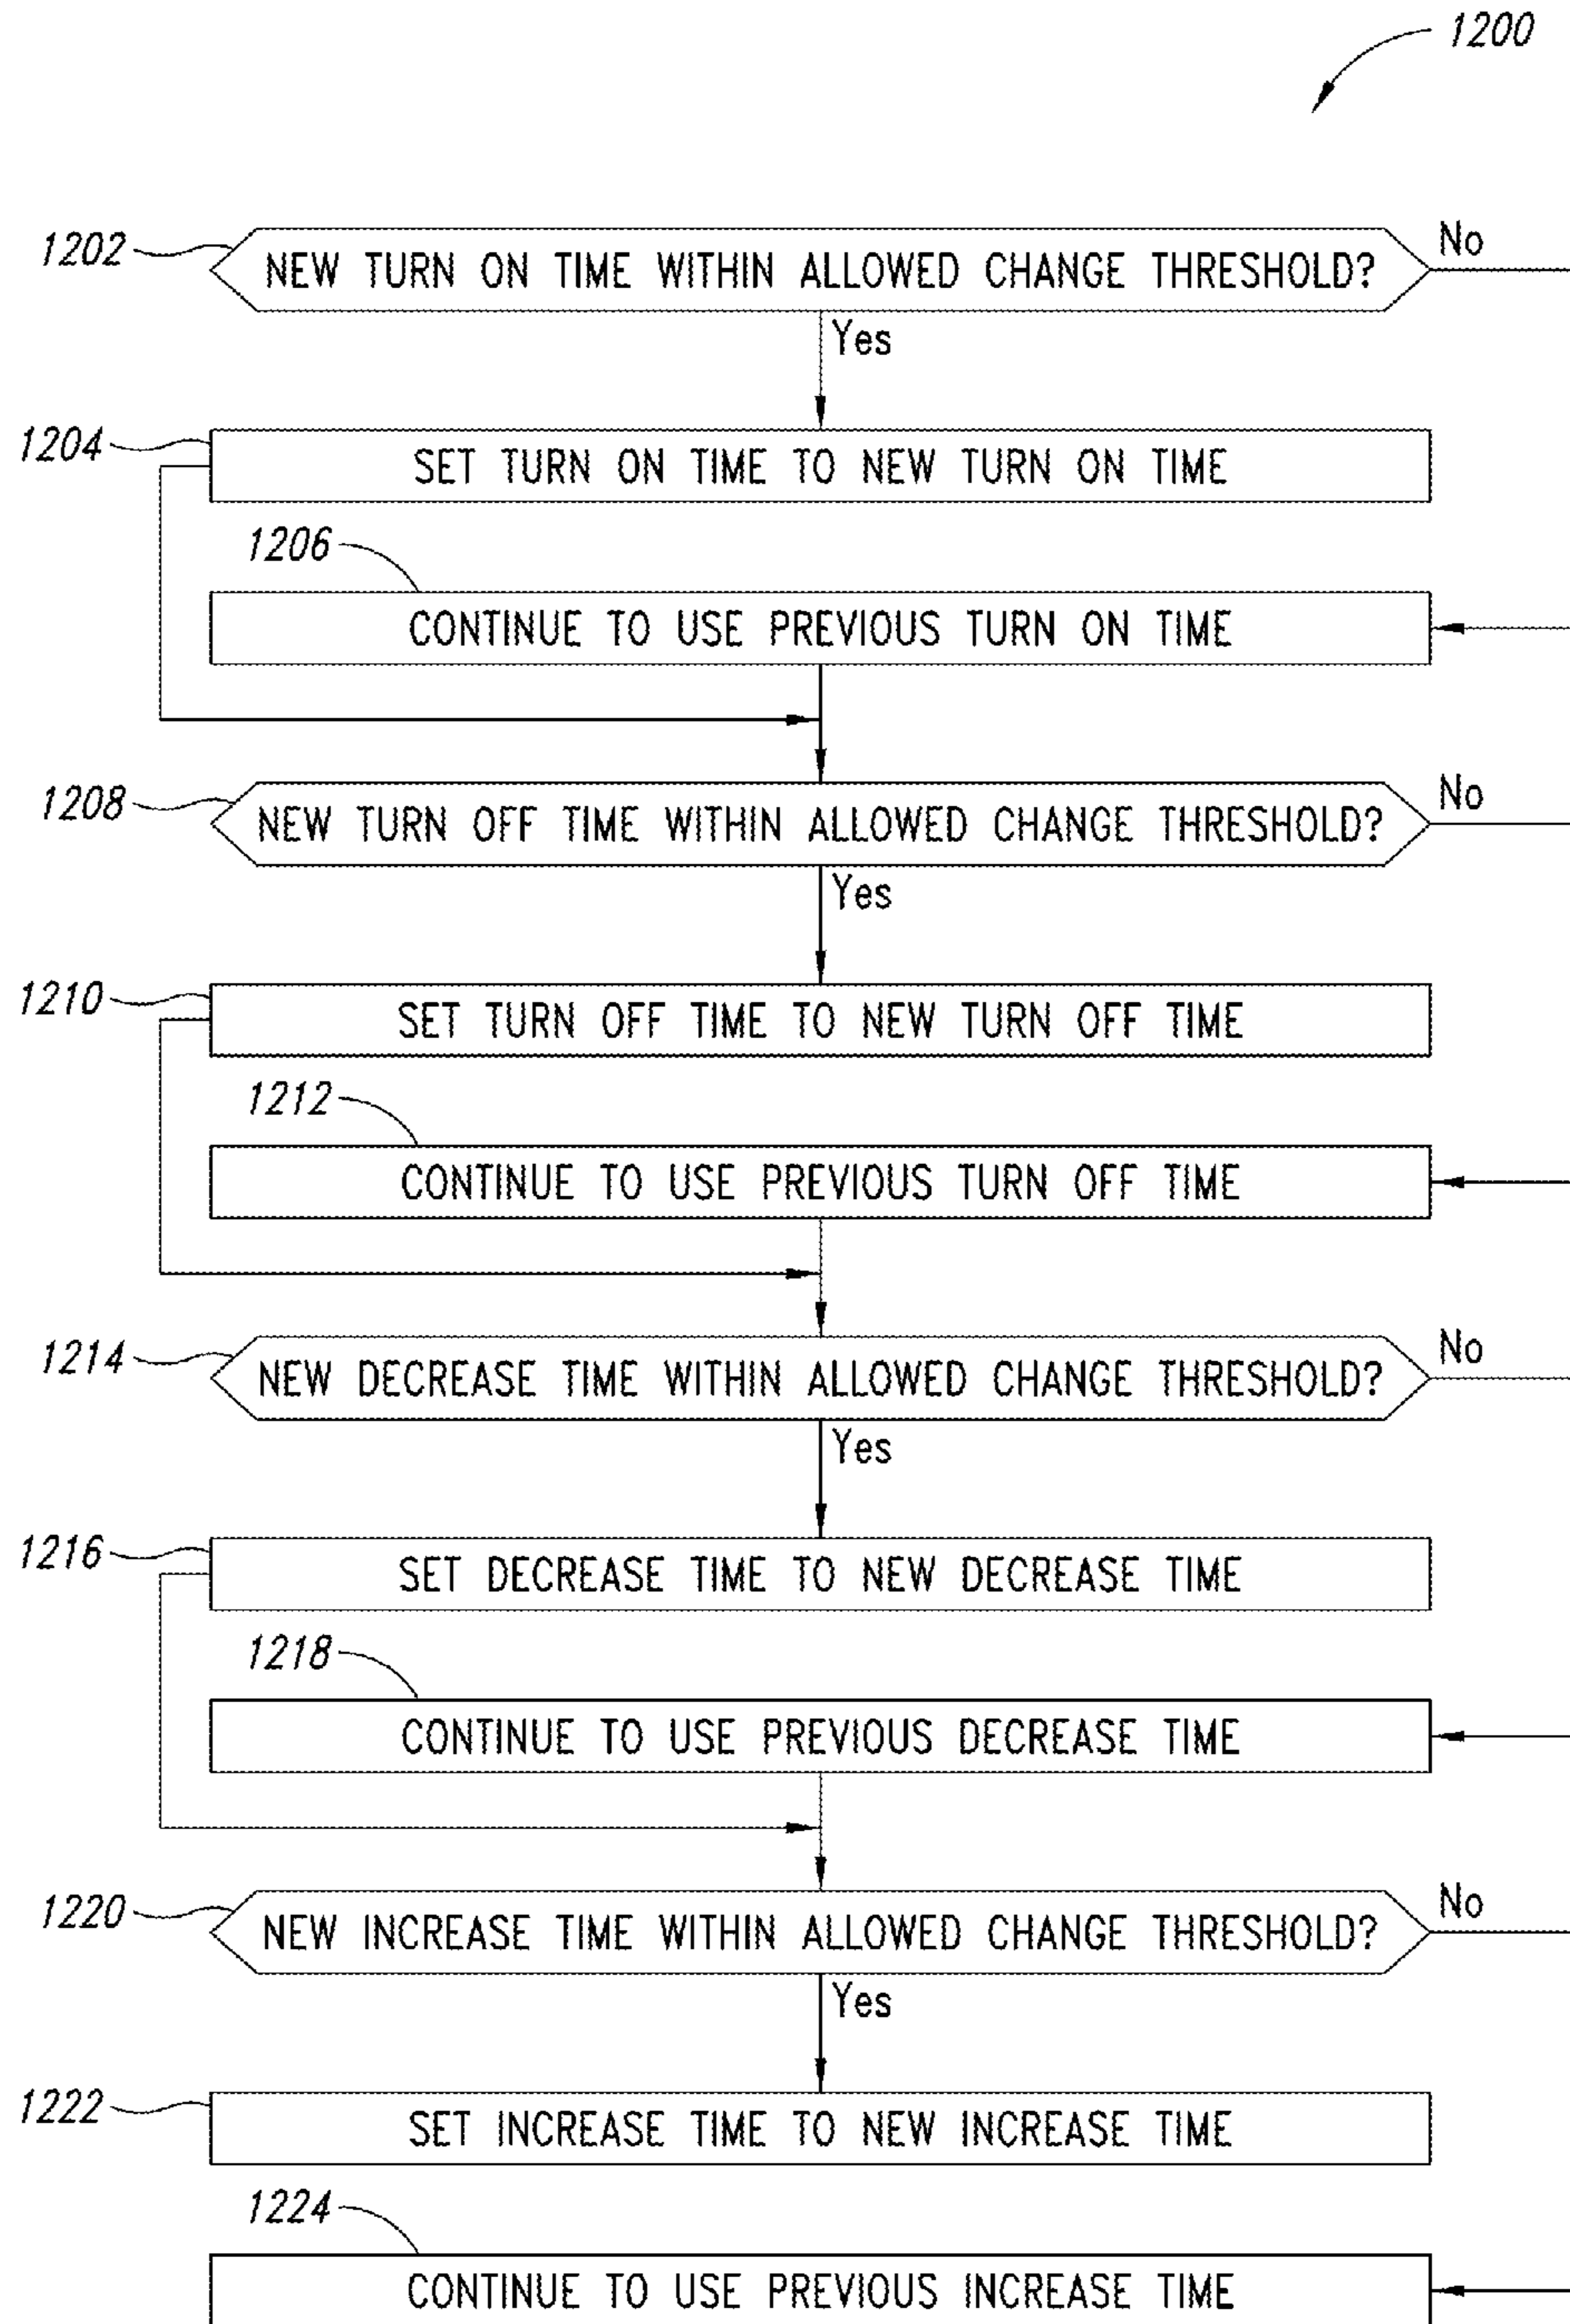 1200
1202
NEW TURN ON TIME WITHIN ALLOWED CHANGE THRESHOLD?
No
Yes
1204
SET TURN ON TIME TO NEW TURN ON TIME
1206
CONTINUE TO USE PREVIOUS TURN ON TIME
1208
NEW TURN OFF TIME WITHIN ALLOWED CHANGE THRESHOLD?
No
Yes
1210
SET TURN OFF TIME TO NEW TURN OFF TIME
1212
CONTINUE TO USE PREVIOUS TURN OFF TIME
1214
NEW DECREASE TIME WITHIN ALLOWED CHANGE THRESHOLD?
No
Yes
1216
SET DECREASE TIME TO NEW DECREASE TIME
1218
CONTINUE TO USE PREVIOUS DECREASE TIME
1220
NEW INCREASE TIME WITHIN ALLOWED CHANGE THRESHOLD?
No
Yes
1222
SET INCREASE TIME TO NEW INCREASE TIME
1224
CONTINUE TO USE PREVIOUS INCREASE TIME